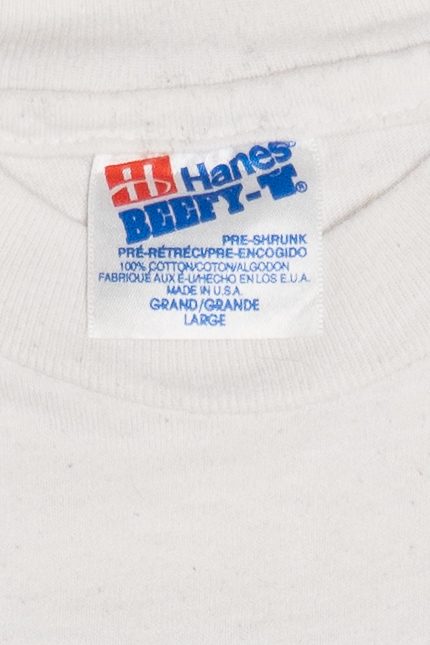 H Hanes
BEEFY-T®
PRE-SHRUNK
PRÉ-RÉTRÉCI/PRE-ENCOGIDO
100% COTTON/COTON/ALGODON
FABRIQUÉ AUX É-U/HECHO EN LOS E.U.A.
MADE IN U.S.A.
GRAND/GRANDE
LARGE